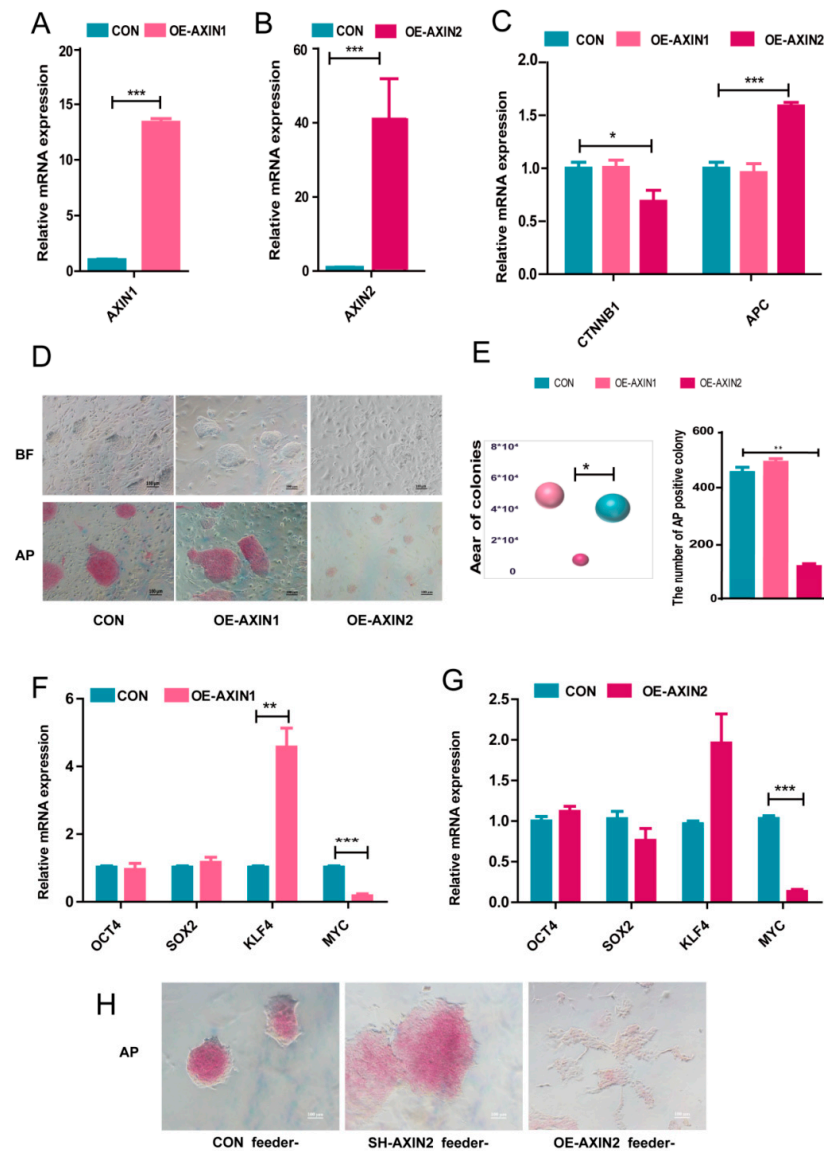 A
CON OE-AXIN1
Relative mRNA expression
20
15
10
5
0
***
AXIN1
B
CON OE-AXIN2
Relative mRNA expression
60
40
20
0
***
AXIN2
C
CON OE-AXIN1 OE-AXIN2
Relative mRNA expression
2.0
1.5
1.0
0.5
0.0
*
***
CTNNB1 APC
D
BF
AP
CON OE-AXIN1 OE-AXIN2
E
CON OE-AXIN1 OE-AXIN2
Aear of colonies
8*10⁴
6*10⁴
4*10⁴
2*10⁴
0
*
The number of AP positive colony
600
400
200
0
**
F
CON OE-AXIN1
Relative mRNA expression
6
4
2
0
**
***
OCT4 SOX2 KLF4 MYC
G
CON OE-AXIN2
Relative mRNA expression
2.5
2.0
1.5
1.0
0.5
0.0
***
OCT4 SOX2 KLF4 MYC
H
AP
CON feeder- SH-AXIN2 feeder- OE-AXIN2 feeder-